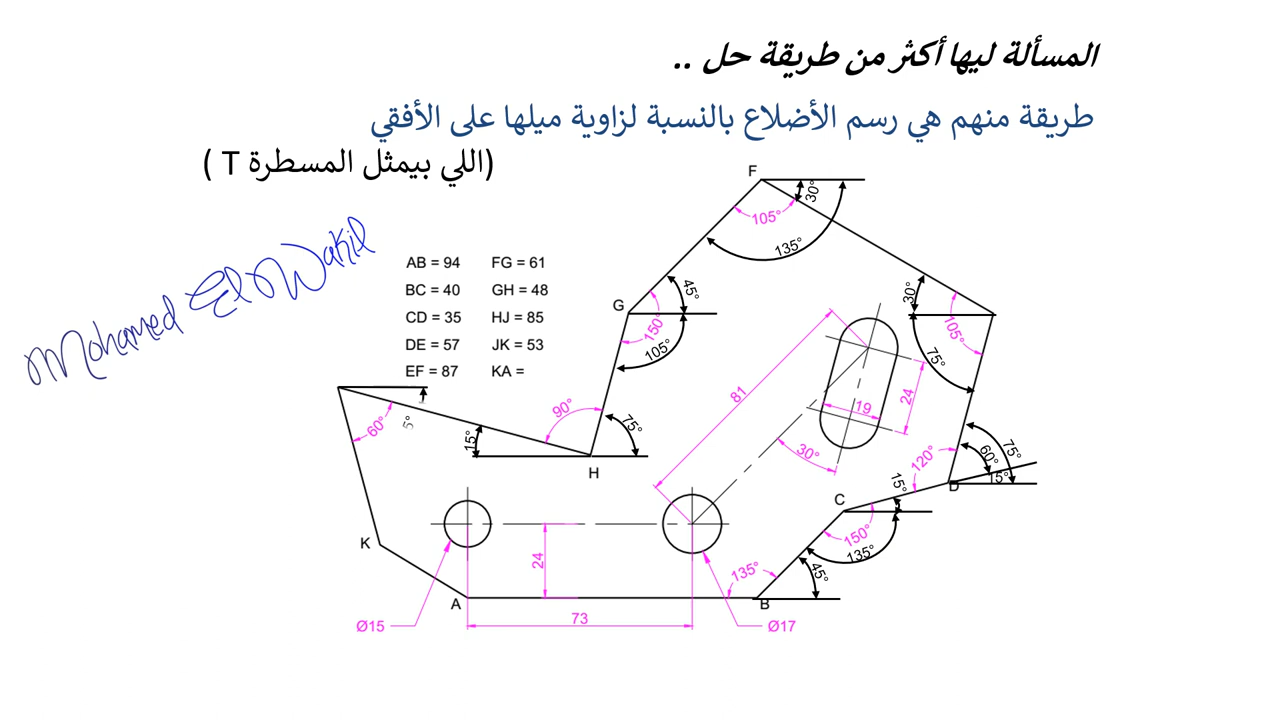 المسألة ليها أكثر من طريقة حل ..
طريقة منهم هي رسم الأضلاع بالنسبة لزاوية ميلها على الأفقي
(اللي بيمثل المسطرة T )
Mohamed El Wakil
AB = 94 FG = 61
BC = 40 GH = 48
CD = 35 HJ = 85
DE = 57 JK = 53
EF = 87 KA =
F
30°
105°
135°
G
45°
150°
105°
30°
105°
75°
81
19
24
30°
60°
5°
15°
90°
75°
H
120°
60°
75°
15°
D
15°
C
150°
135°
K
24
135°
45°
A
B
Ø15
73
Ø17